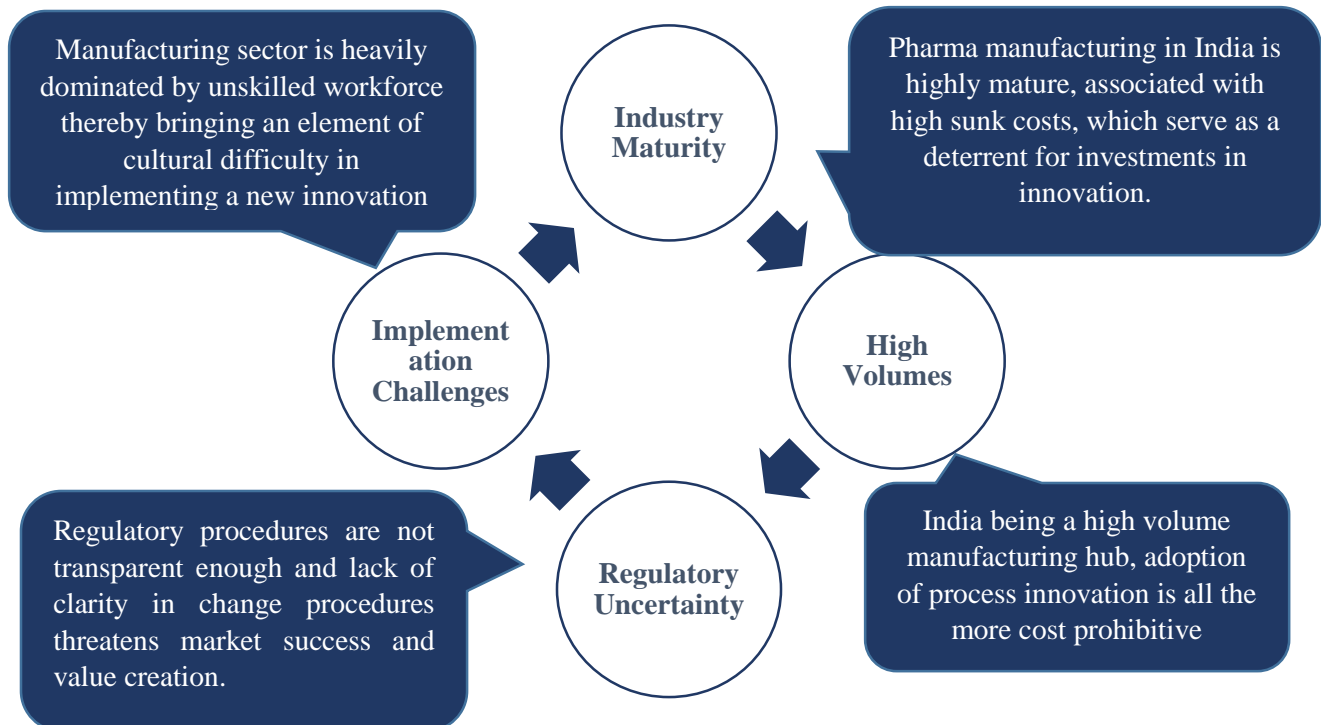 Manufacturing sector is heavily
dominated by unskilled workforce
thereby bringing an element of
cultural difficulty in
implementing a new innovation
Industry
Maturity
Pharma manufacturing in India is
highly mature, associated with
high sunk costs, which serve as a
deterrent for investments in
innovation.
Implement
ation
Challenges
High
Volumes
Regulatory procedures are not
transparent enough and lack of
clarity in change procedures
threatens market success and
value creation.
Regulatory
Uncertainty
India being a high volume
manufacturing hub, adoption
of process innovation is all the
more cost prohibitive